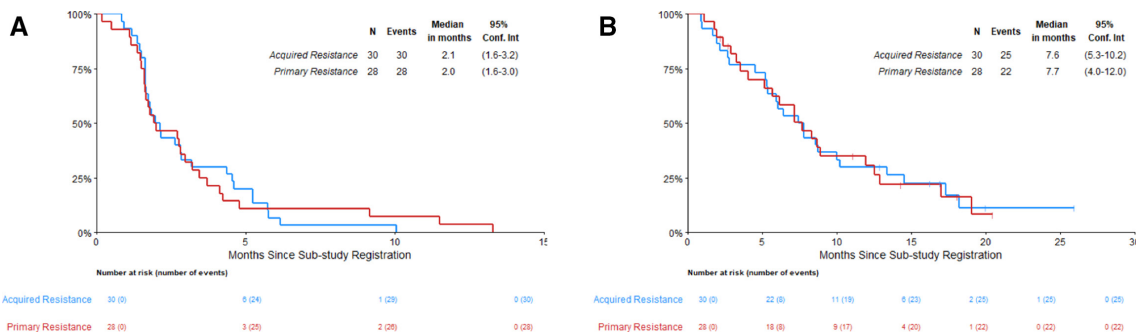 A
100%
75%
50%
25%
0%
N Events Median in months 95% Conf. Int
Acquired Resistance 30 30 2.1 (1.6-3.2)
Primary Resistance 28 28 2.0 (1.6-3.0)
0 5 10 15
Months Since Sub-study Registration
Number at risk (number of events)
Acquired Resistance 30 (0) 6 (24) 1 (29) 0 (30)
Primary Resistance 28 (0) 3 (25) 2 (26) 0 (28)
B
100%
75%
50%
25%
0%
N Events Median in months 95% Conf. Int
Acquired Resistance 30 25 7.6 (5.3-10.2)
Primary Resistance 28 22 7.7 (4.0-12.0)
0 5 10 15 20 25 30
Months Since Sub-study Registration
Number at risk (number of events)
Acquired Resistance 30 (0) 22 (8) 11 (19) 6 (23) 2 (25) 1 (25) 0 (25)
Primary Resistance 28 (0) 18 (8) 9 (17) 4 (20) 1 (22) 0 (22) 0 (22)